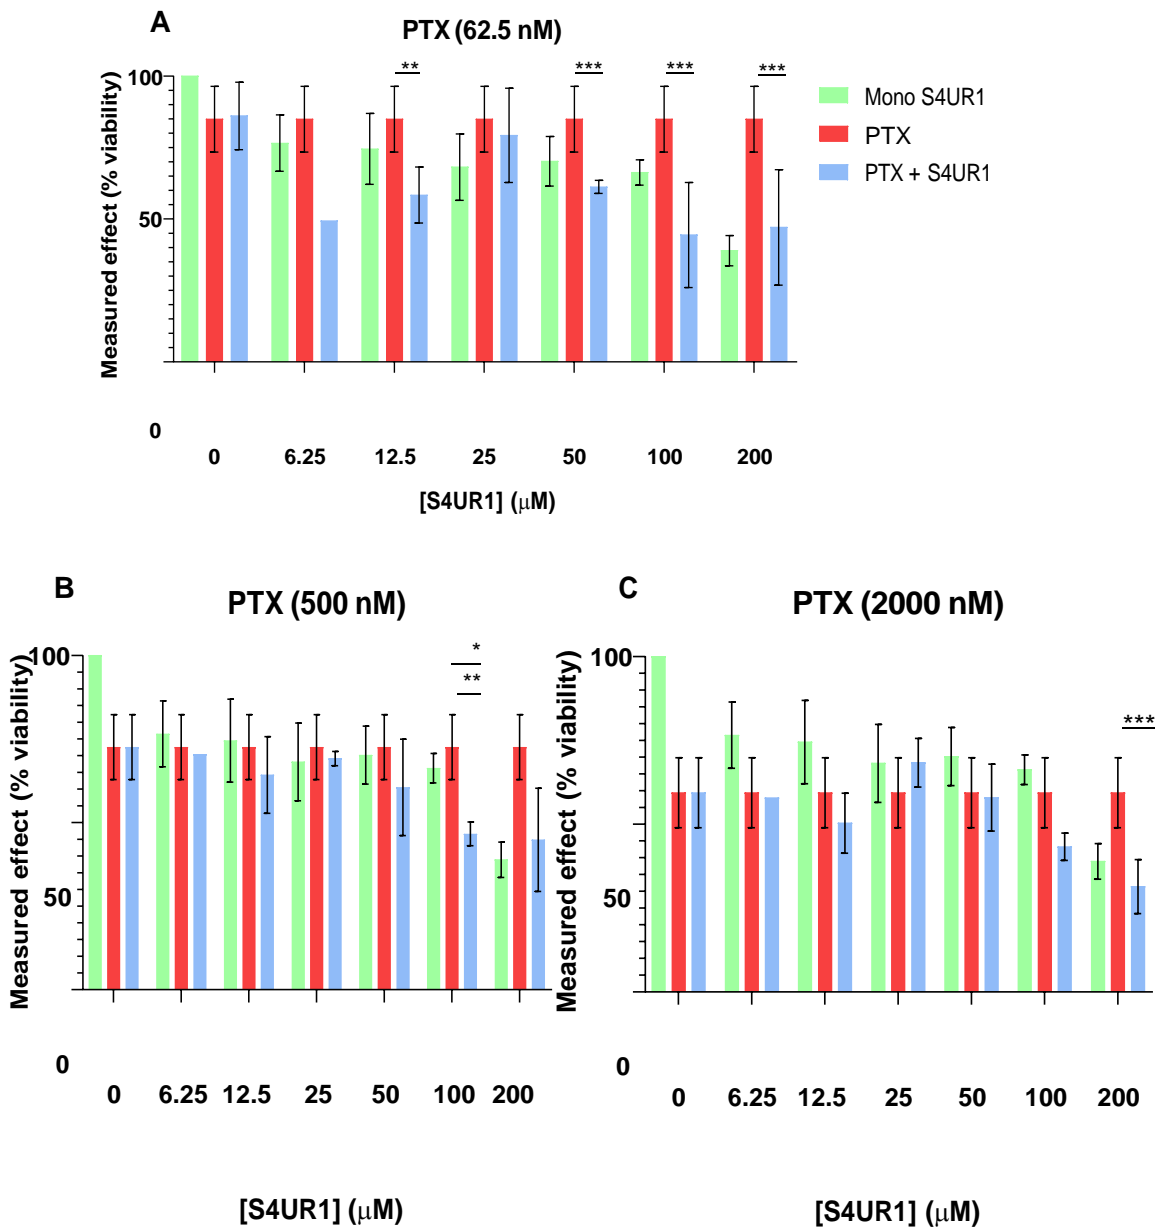 A
PTX (62.5 nM)
Measured effect (% viability)
100
50
0
** *** *** ***
Mono S4UR1
PTX
PTX + S4UR1
0 6.25 12.5 25 50 100 200
[S4UR1] (μM)
B
PTX (500 nM)
Measured effect (% viability)
100
50
0
*
**
0 6.25 12.5 25 50 100 200
[S4UR1] (μM)
C
PTX (2000 nM)
Measured effect (% viability)
100
50
0
***
0 6.25 12.5 25 50 100 200
[S4UR1] (μM)